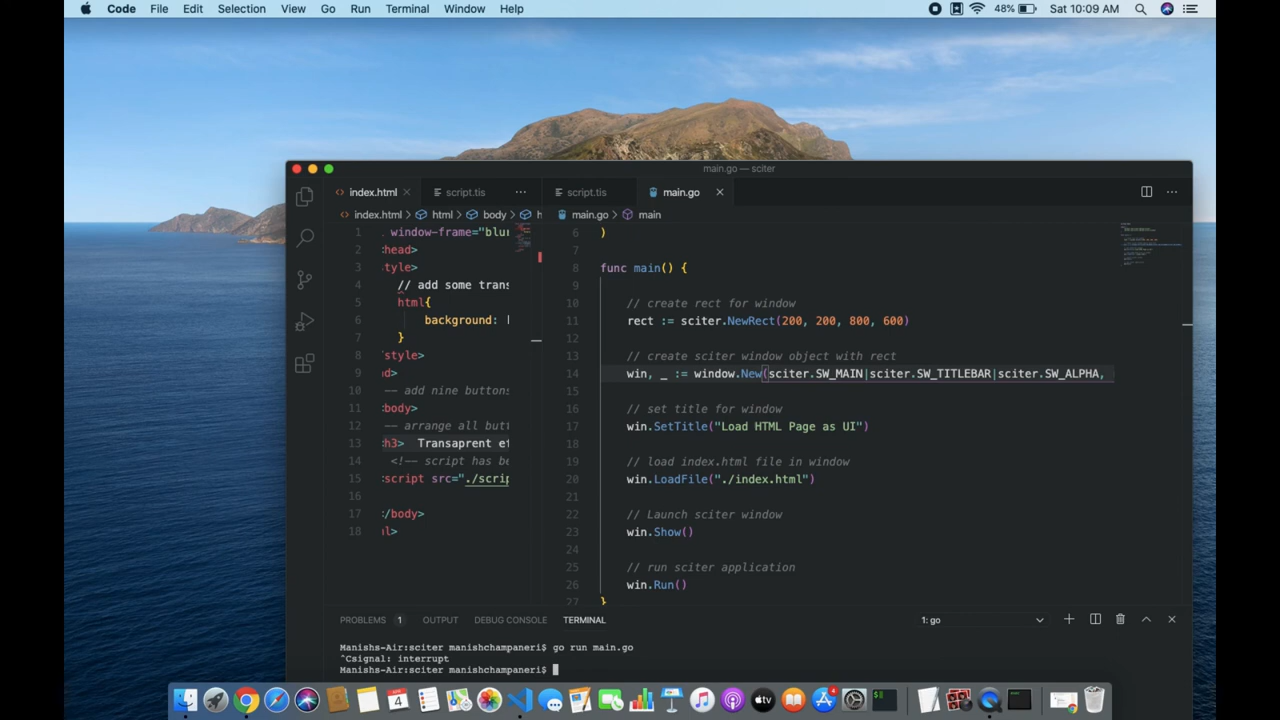 Code File Edit Selection View Go Run Terminal Window Help
48% Sat 10:09 AM
main.go — sciter
index.html script.tis ··· script.tis main.go ···
index.html > html > body > h
main.go > main
1 window-frame="blur
2 <head>
3 style>
4 // add some trans
5 html{
6 background:
7 }
8 style>
9 d>
10 -- add nine buttons
11 <body>
12 -- arrange all butt
13 <h3> Transaprent ef
14 <!-- script has be
15 script src="./scrip
16
17 </body>
18 l>
6 )
7
8 func main() {
9
10 // create rect for window
11 rect := sciter.NewRect(200, 200, 800, 600)
12
13 // create sciter window object with rect
14 win, _ := window.New(sciter.SW_MAIN|sciter.SW_TITLEBAR|sciter.SW_ALPHA,
15
16 // set title for window
17 win.SetTitle("Load HTML Page as UI")
18
19 // load index.html file in window
20 win.LoadFile("./index.html")
21
22 // Launch sciter window
23 win.Show()
24
25 // run sciter application
26 win.Run()
27 }
PROBLEMS 1 OUTPUT DEBUG CONSOLE TERMINAL 1: go
Manishs-Air:sciter manishchampaneri$ go run main.go
^Csignal: interrupt
Manishs-Air:sciter manishchampaneri$
4
tv
4